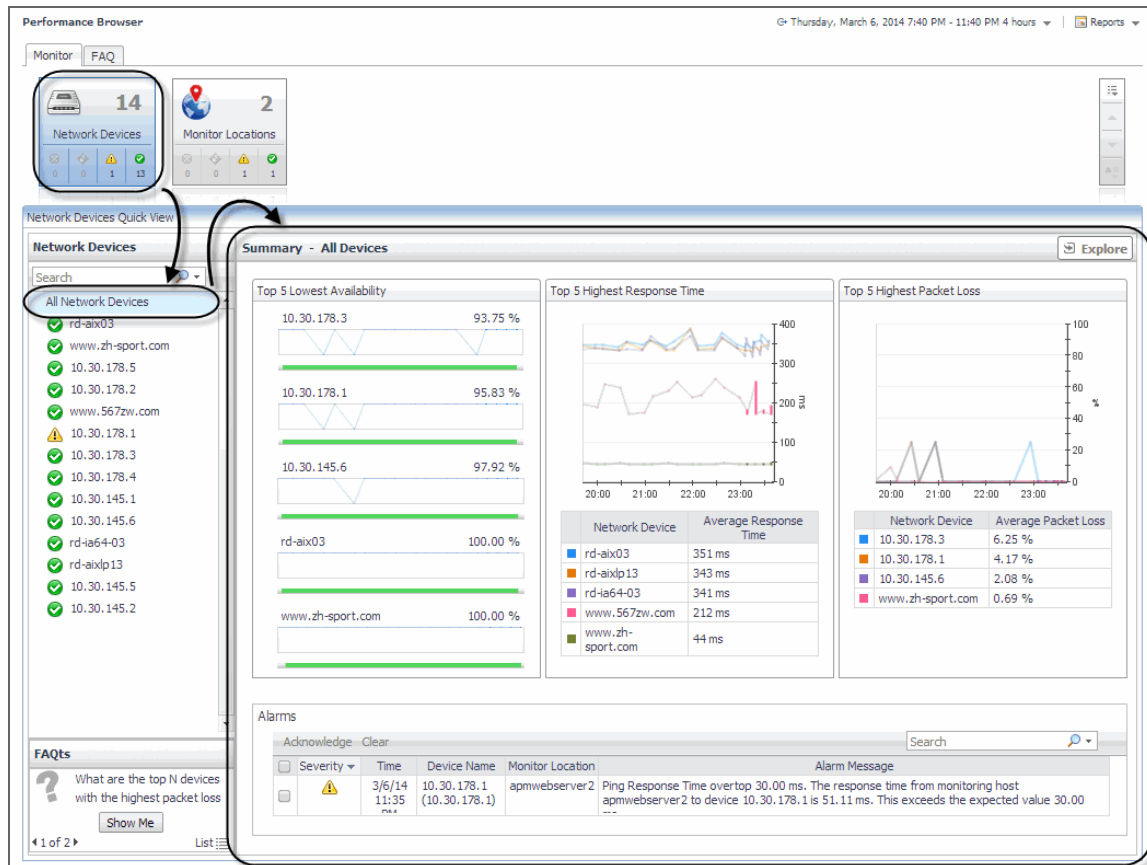 Performance Browser
Thursday, March 6, 2014 7:40 PM - 11:40 PM 4 hours
Reports
Monitor
FAQ
14
Network Devices
0 0 1 13
2
Monitor Locations
0 0 1 1
Network Devices Quick View
Network Devices
Search
All Network Devices
rd-aix03
www.zh-sport.com
10.30.178.5
10.30.178.2
www.567zw.com
10.30.178.1
10.30.178.3
10.30.178.4
10.30.145.1
10.30.145.6
rd-ia64-03
rd-aixlp13
10.30.145.5
10.30.145.2
FAQts
?
What are the top N devices
with the highest packet loss
Show Me
1 of 2
List
Summary - All Devices
Explore
Top 5 Lowest Availability
10.30.178.3 93.75 %
10.30.178.1 95.83 %
10.30.145.6 97.92 %
rd-aix03 100.00 %
www.zh-sport.com 100.00 %
Top 5 Highest Response Time
400
300
200
100
0
ms
20:00 21:00 22:00 23:00
Network Device Average Response
Time
rd-aix03 351 ms
rd-aixlp13 343 ms
rd-ia64-03 341 ms
www.567zw.com 212 ms
www.zh-
sport.com 44 ms
Top 5 Highest Packet Loss
100
80
60
40
20
0
%
20:00 21:00 22:00 23:00
Network Device Average Packet Loss
10.30.178.3 6.25 %
10.30.178.1 4.17 %
10.30.145.6 2.08 %
www.zh-sport.com 0.69 %
Alarms
Acknowledge Clear
Search
Severity Time Device Name Monitor Location Alarm Message
3/6/14 10.30.178.1 apmwebserver2 Ping Response Time overtop 30.00 ms. The response time from monitoring host
11:35 (10.30.178.1) apmwebserver2 to device 10.30.178.1 is 51.11 ms. This exceeds the expected value 30.00